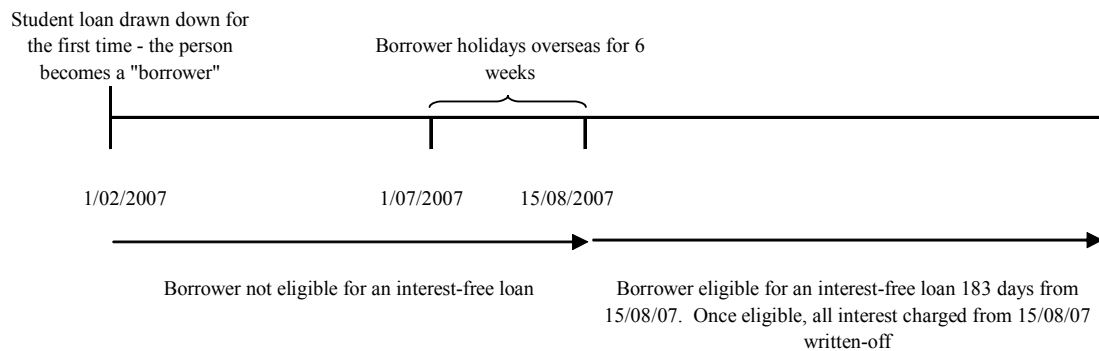 Student loan drawn down for
the first time - the person
becomes a "borrower"
Borrower holidays overseas for 6
weeks
1/02/2007
1/07/2007
15/08/2007
Borrower not eligible for an interest-free loan
Borrower eligible for an interest-free loan 183 days from
15/08/07. Once eligible, all interest charged from 15/08/07
written-off